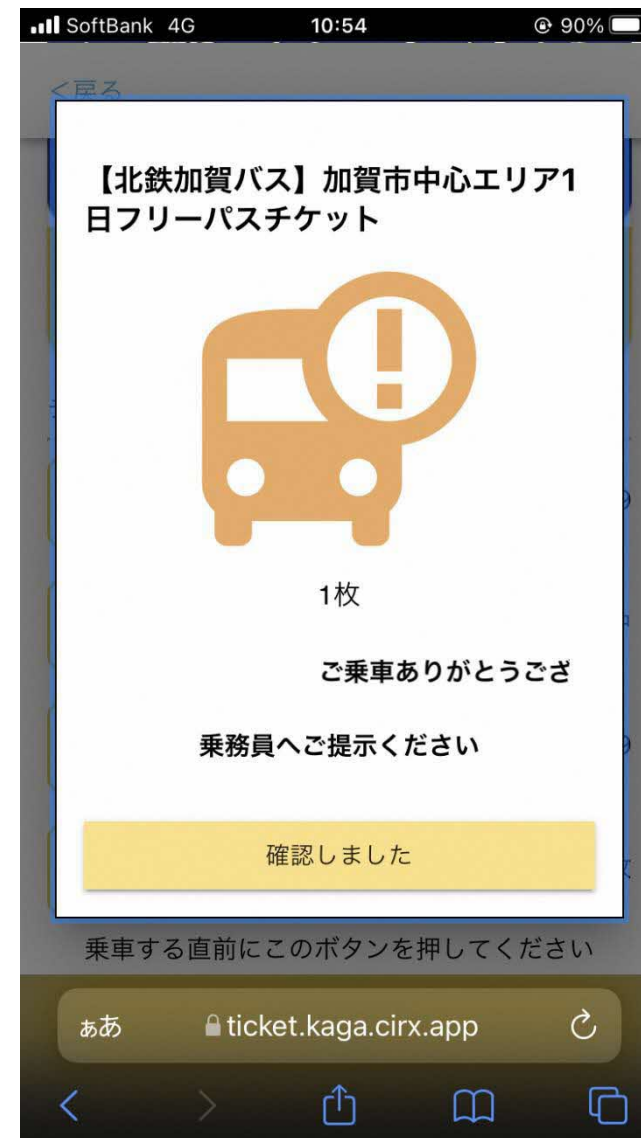 SoftBank 4G 10:54 90%
<戻る
【北鉄加賀バス】加賀市中心エリア1
日フリーパスチケット
1枚
ご乗車ありがとうござ
乗務員へご提示ください
確認しました
乗車する直前にこのボタンを押してください
ぁあ ticket.kaga.cirx.app